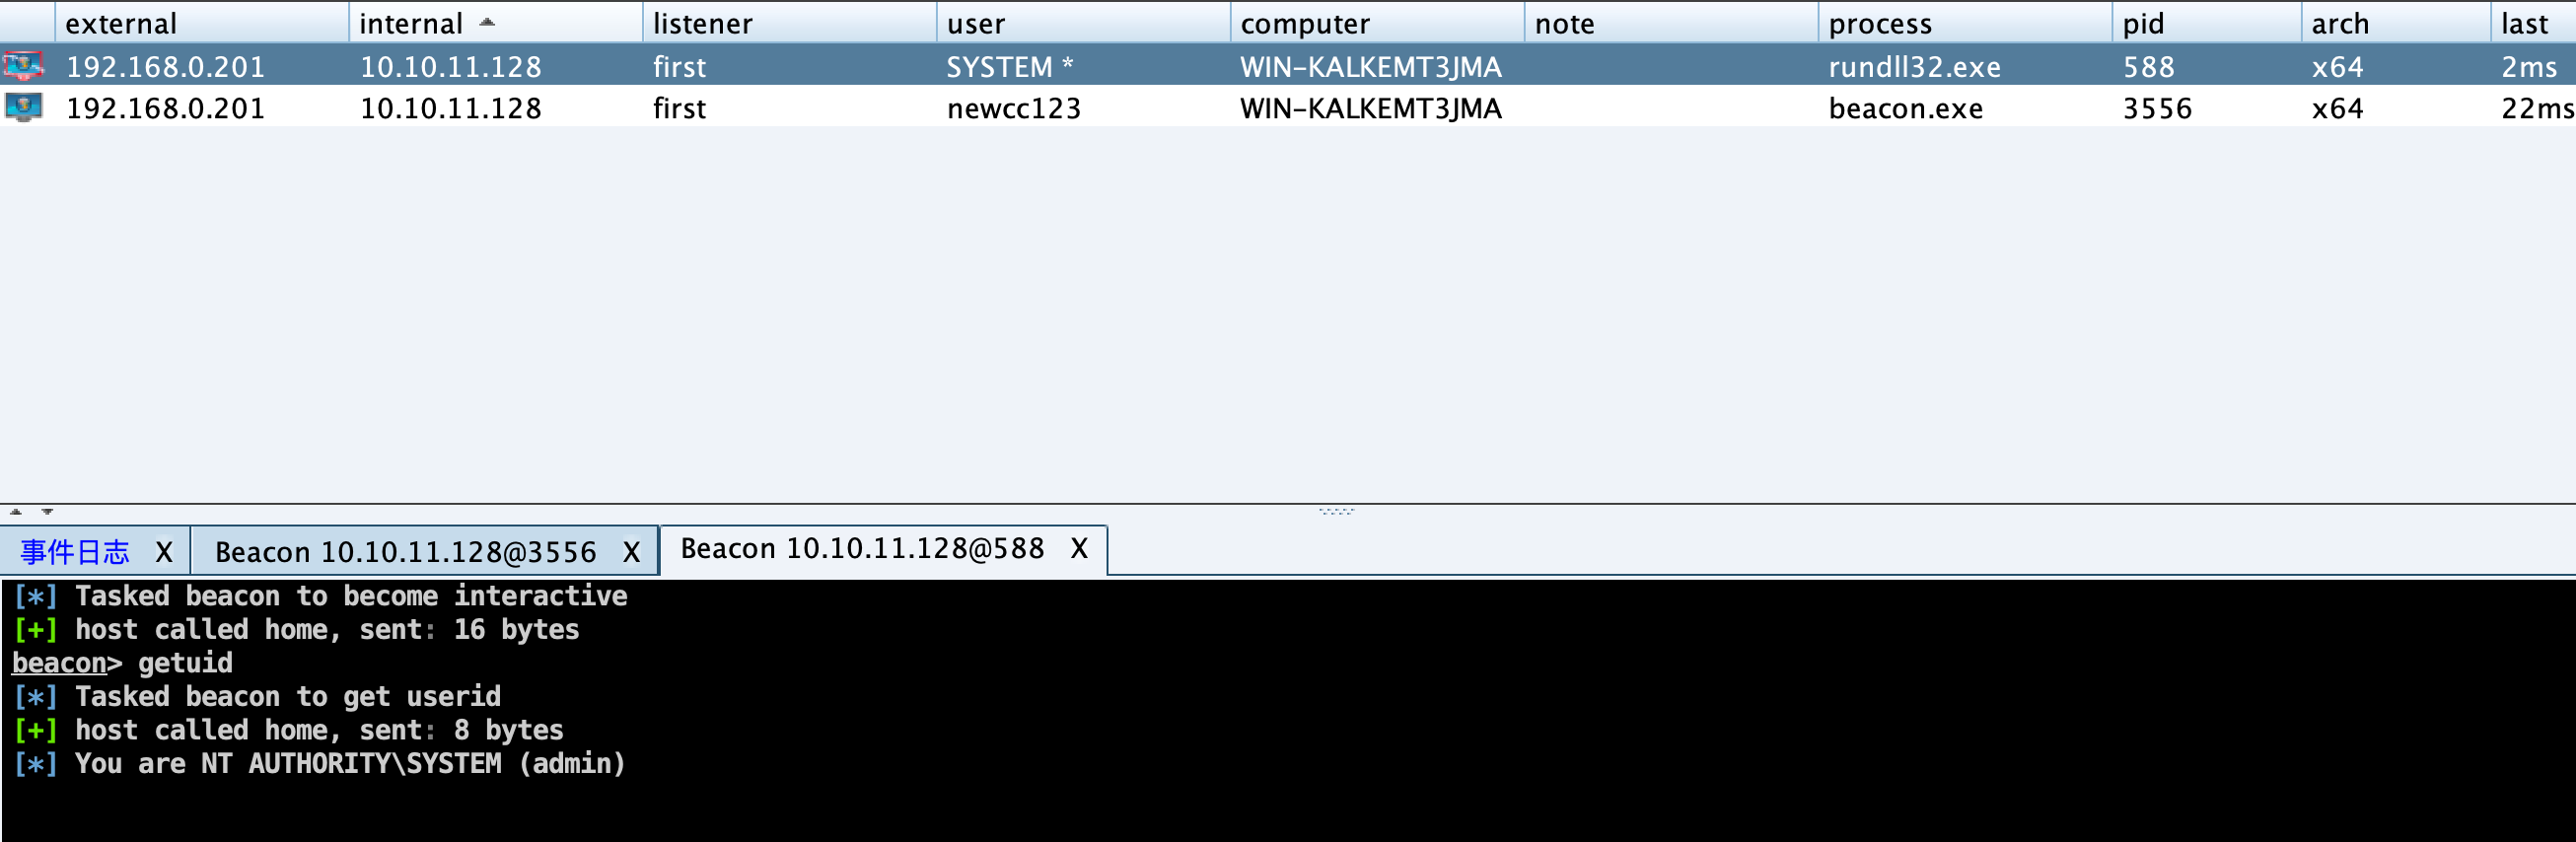 external internal listener user computer note process pid arch last
192.168.0.201 10.10.11.128 first SYSTEM * WIN-KALKEMT3JMA rundll32.exe 588 x64 2ms
192.168.0.201 10.10.11.128 first newcc123 WIN-KALKEMT3JMA beacon.exe 3556 x64 22ms
事件日志 X Beacon 10.10.11.128@3556 X Beacon 10.10.11.128@588 X
[*] Tasked beacon to become interactive
[+] host called home, sent: 16 bytes
beacon> getuid
[*] Tasked beacon to get userid
[+] host called home, sent: 8 bytes
[*] You are NT AUTHORITY\SYSTEM (admin)